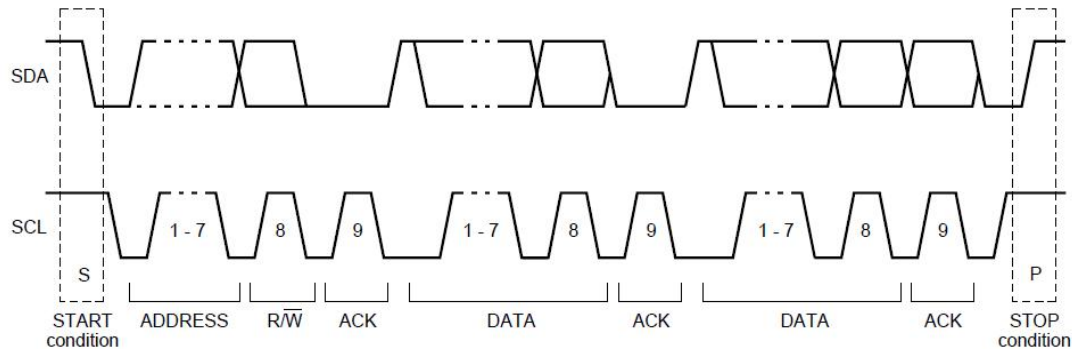 SDA
SCL
1 - 7
8
9
1 - 7
8
9
1 - 7
8
9
S
P
START
condition
ADDRESS
R/W̅
ACK
DATA
ACK
DATA
ACK
STOP
condition